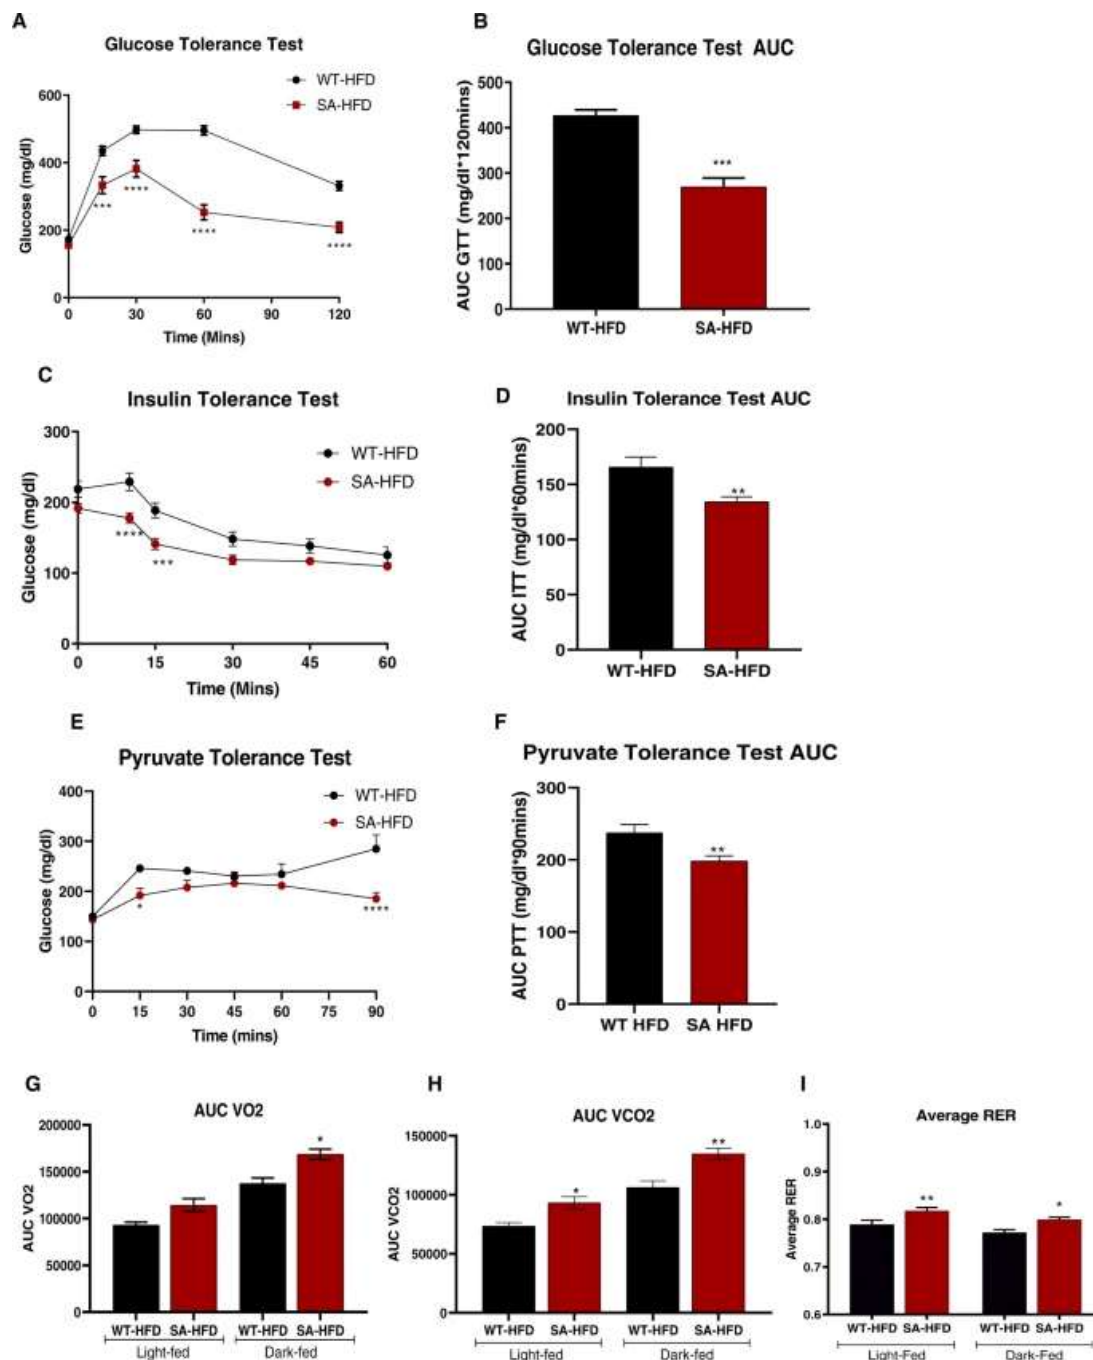 A
Glucose Tolerance Test
WT-HFD
SA-HFD
Glucose (mg/dl)
600
400
200
0
***
****
****
****
0 30 60 90 120
Time (Mins)
B
Glucose Tolerance Test AUC
AUC GTT (mg/dl*120mins)
500
400
300
200
100
0
***
WT-HFD SA-HFD
C
Insulin Tolerance Test
WT-HFD
SA-HFD
Glucose (mg/dl)
300
200
100
0
****
***
0 15 30 45 60
Time (Mins)
D
Insulin Tolerance Test AUC
AUC ITT (mg/dl*60mins)
200
150
100
50
0
**
WT-HFD SA-HFD
E
Pyruvate Tolerance Test
WT-HFD
SA-HFD
Glucose (mg/dl)
400
300
200
100
0
*
****
0 15 30 45 60 75 90
Time (mins)
F
Pyruvate Tolerance Test AUC
AUC PTT (mg/dl*90mins)
300
200
100
0
**
WT HFD SA HFD
G
AUC VO2
AUC VO2
200000
150000
100000
50000
0
*
WT-HFD SA-HFD WT-HFD SA-HFD
Light-fed Dark-fed
H
AUC VCO2
AUC VCO2
150000
100000
50000
0
*
**
WT-HFD SA-HFD WT-HFD SA-HFD
Light-fed Dark-fed
I
Average RER
Average RER
1.0
0.9
0.8
0.7
0.6
**
*
WT-HFD SA-HFD WT-HFD SA-HFD
Light-Fed Dark-Fed